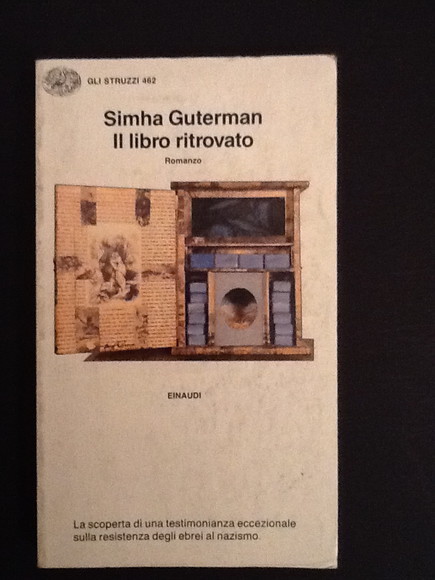 GLI STRUZZI 462
Simha Guterman
Il libro ritrovato
Romanzo
EINAUDI
La scoperta di una testimonianza eccezionale
sulla resistenza degli ebrei al nazismo.